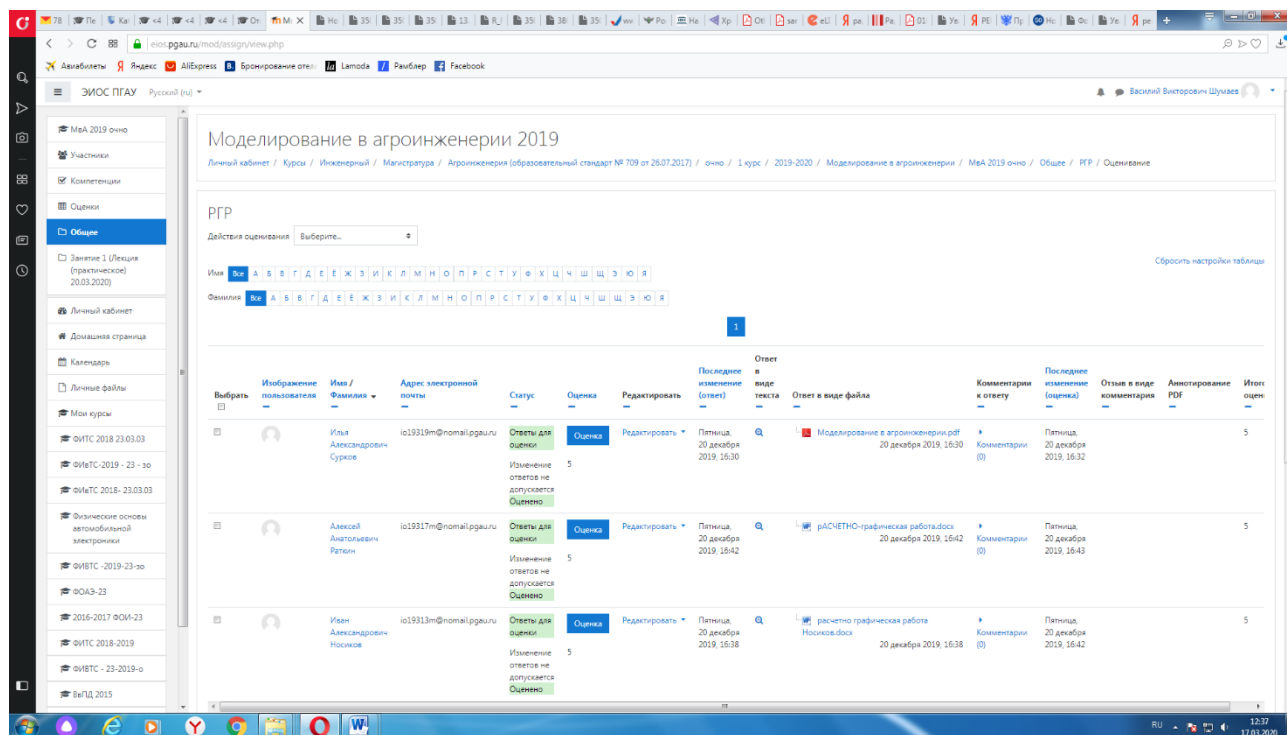 eios.pgau.ru/mod/assign/view.php
Авиабилеты Яндекс AliExpress Бронирование отел Lamoda Рамблер Facebook
ЭИОС ПГАУ Русский (ru)
Василий Викторович Шумаев
МвА 2019 очно
Участники
Компетенции
Оценки
Общее
Занятие 1 (Лекция
(практическое)
20.03.2020)
Личный кабинет
Домашняя страница
Календарь
Личные файлы
Мои курсы
ФИТС 2018 23.03.03
ФИвТС-2019 - 23 - зо
ФИвТС 2018- 23.03.03
Физические основы
автомобильной
электроники
ФИВТС -2019-23-зо
ФОАЭ-23
2016-2017 ФОИ-23
ФИТС 2018-2019
ФИВТС - 23-2019-о
ВвПД 2015
Моделирование в агроинженерии 2019
Личный кабинет / Курсы / Инженерный / Магистратура / Агроинженерия (образовательный стандарт № 709 от 26.07.2017) / очно / 1 курс / 2019-2020 / Моделирование в агроинженерии / МвА 2019 очно / Общее / РГР / Оценивание
РГР
Действия оценивания Выберите...
Сбросить настройки таблицы
Имя Все А Б В Г Д Е Ё Ж З И К Л М Н О П Р С Т У Ф Х Ц Ч Ш Щ Э Ю Я
Фамилия Все А Б В Г Д Е Ё Ж З И К Л М Н О П Р С Т У Ф Х Ц Ч Ш Щ Э Ю Я
1
Выбрать
Изображение
пользователя
Имя /
Фамилия
Адрес электронной
почты
Статус
Оценка
Редактировать
Последнее
изменение
(ответ)
Ответ
в
виде
текста
Ответ в виде файла
Комментарии
к ответу
Последнее
изменение
(оценка)
Отзыв в виде
комментария
Аннотирование
PDF
Итого
оцен
Илья
Александрович
Сурков
io19319m@nomail.pgau.ru
Ответы для
оценки
Изменение
ответов не
допускается
Оценено
Оценка
5
Редактировать
Пятница,
20 декабря
2019, 16:30
Моделирование в агроинженерии.pdf
20 декабря 2019, 16:30
Комментарии
(0)
Пятница,
20 декабря
2019, 16:32
5
Алексей
Анатольевич
Раткин
io19317m@nomail.pgau.ru
Ответы для
оценки
Изменение
ответов не
допускается
Оценено
Оценка
5
Редактировать
Пятница,
20 декабря
2019, 16:42
рАСЧЕТНО-графическая работа.docx
20 декабря 2019, 16:42
Комментарии
(0)
Пятница,
20 декабря
2019, 16:43
5
Иван
Александрович
Носиков
io19313m@nomail.pgau.ru
Ответы для
оценки
Изменение
ответов не
допускается
Оценено
Оценка
5
Редактировать
Пятница,
20 декабря
2019, 16:38
расчетно графическая работа
Носиков.docx
20 декабря 2019, 16:38
Комментарии
(0)
Пятница,
20 декабря
2019, 16:42
5
RU
12:37
17.03.2020